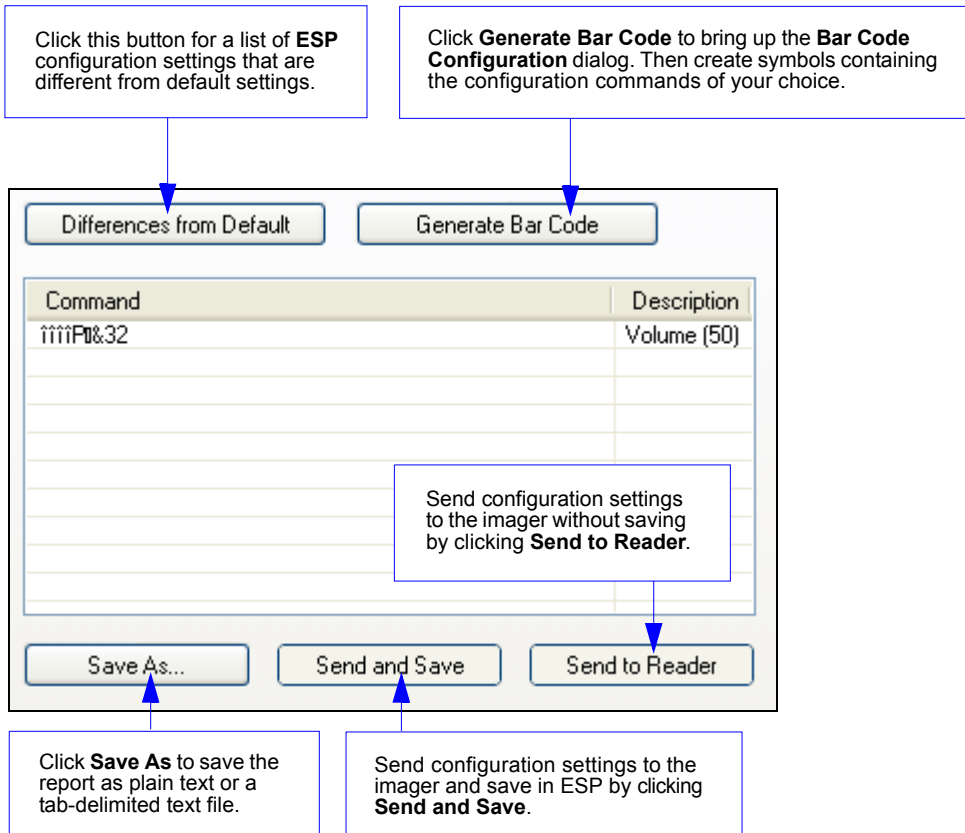 Click this button for a list of ESP
configuration settings that are
different from default settings.
Click Generate Bar Code to bring up the Bar Code
Configuration dialog. Then create symbols containing
the configuration commands of your choice.
Differences from Default
Generate Bar Code
Command
Description
îîîîP¶&32
Volume (50)
Send configuration settings
to the imager without saving
by clicking Send to Reader.
Save As...
Send and Save
Send to Reader
Click Save As to save the
report as plain text or a
tab-delimited text file.
Send configuration settings to the
imager and save in ESP by clicking
Send and Save.